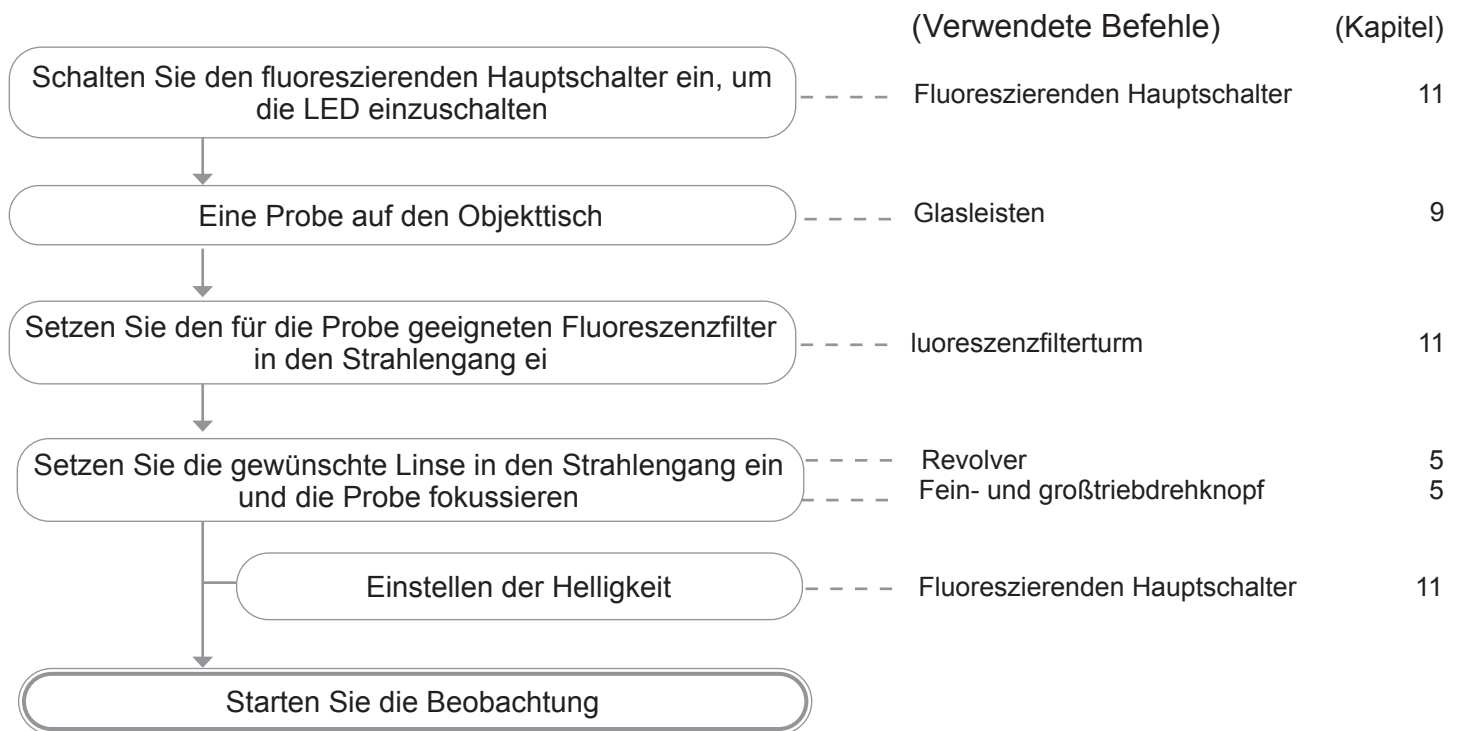 (Verwendete Befehle) (Kapitel)
Schalten Sie den fluoreszierenden Hauptschalter ein, um
die LED einzuschalten
Fluoreszierenden Hauptschalter 11
Eine Probe auf den Objekttisch
Glasleisten 9
Setzen Sie den für die Probe geeigneten Fluoreszenzfilter
in den Strahlengang ei
luoreszenzfilterturm 11
Setzen Sie die gewünschte Linse in den Strahlengang ein
und die Probe fokussieren
Revolver 5
Fein- und großtriebdrehknopf 5
Einstellen der Helligkeit
Fluoreszierenden Hauptschalter 11
Starten Sie die Beobachtung